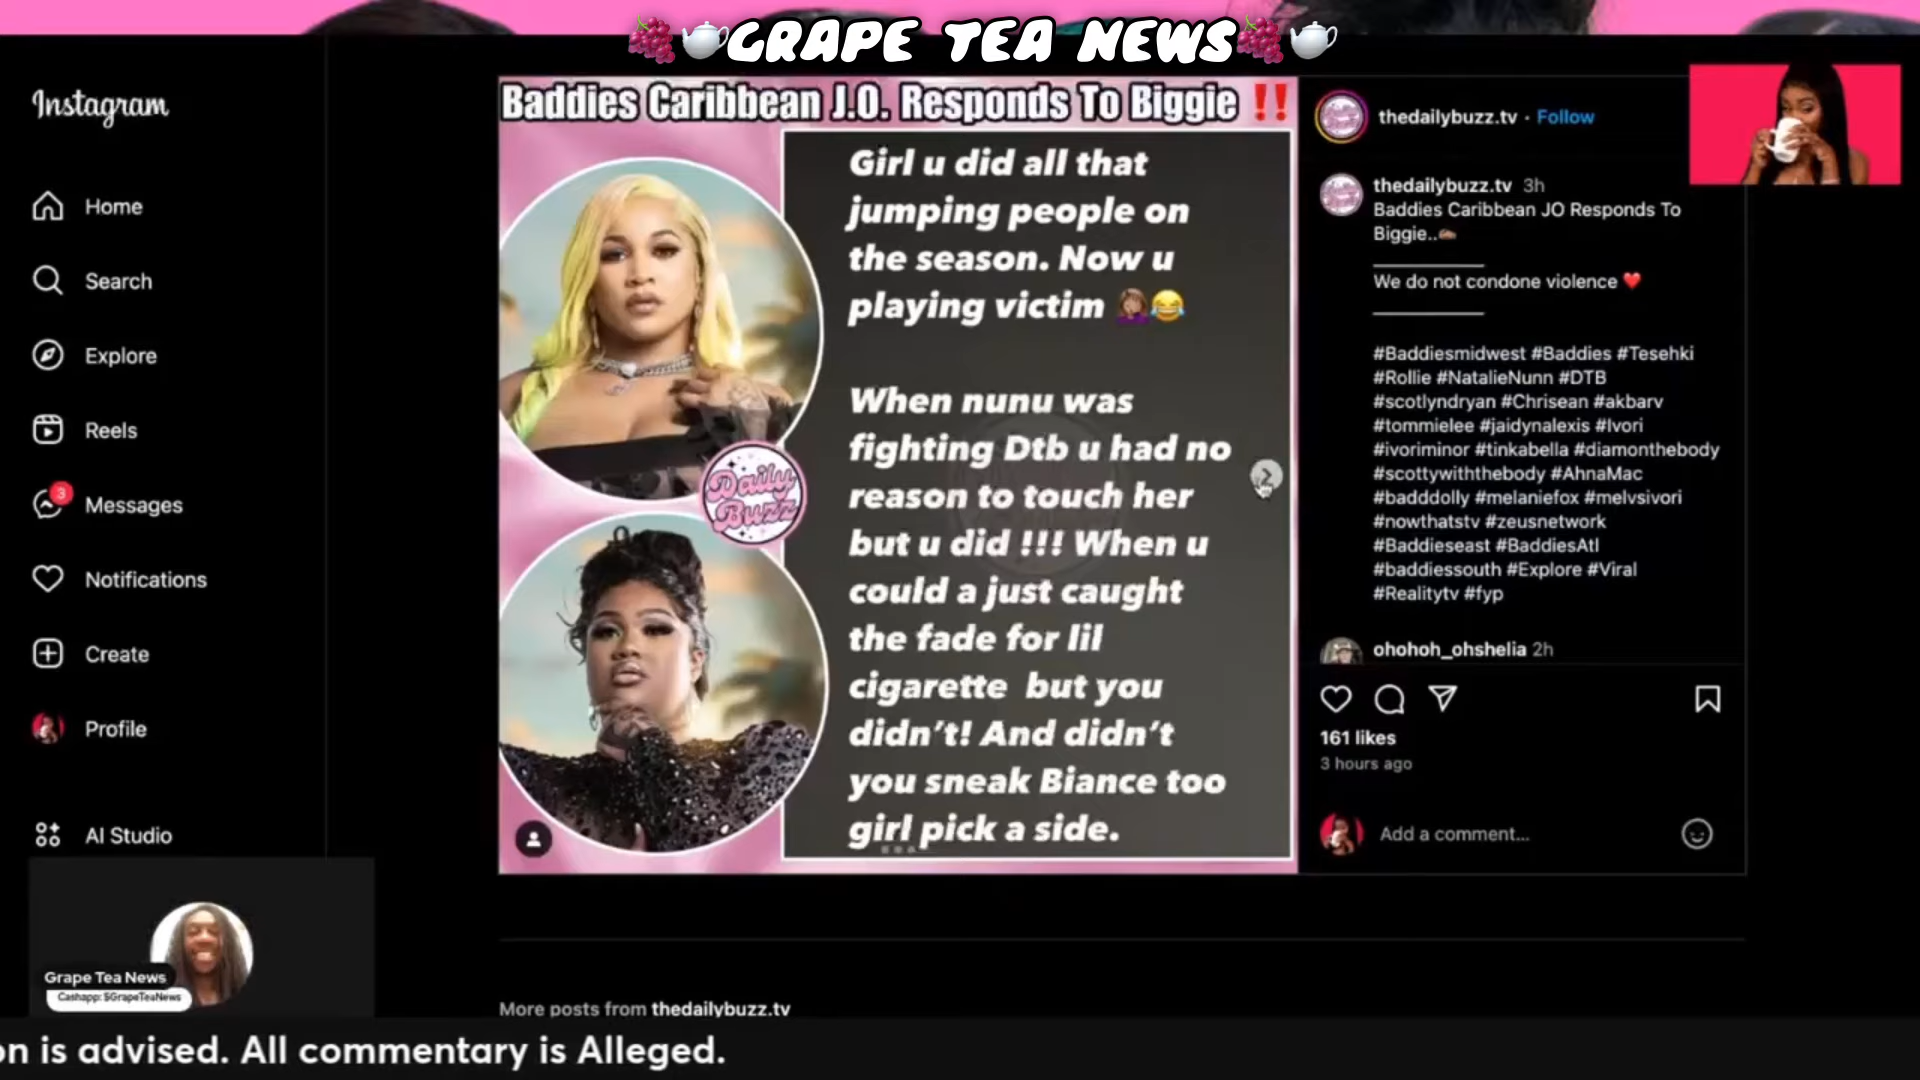 🍇🫖GRAPE TEA NEWS🍇🫖
Instagram
Home
Search
Explore
Reels
3
Messages
Notifications
Create
Profile
AI Studio
Baddies Caribbean J.O. Responds To Biggie ‼️
Girl u did all that
jumping people on
the season. Now u
playing victim 🤦🏽‍♀️😂
When nunu was
fighting Dtb u had no
reason to touch her
but u did !!! When u
could a just caught
the fade for lil
cigarette  but you
didn't! And didn't
you sneak Biance too
girl pick a side.
Daily
Buzz
thedailybuzz.tv · Follow
thedailybuzz.tv 3h
Baddies Caribbean JO Responds To
Biggie..
We do not condone violence ❤️
#Baddiesmidwest #Baddies #Tesehki
#Rollie #NatalieNunn #DTB
#scotlyndryan #Chrisean #akbarv
#tommielee #jaidynalexis #Ivori
#ivoriminor #tinkabella #diamonthebody
#scottywiththebody #AhnaMac
#badddolly #melaniefox #melvsivori
#nowthatstv #zeusnetwork
#Baddieseast #BaddiesAtl
#baddiessouth #Explore #Viral
#Realitytv #fyp
ohohoh_ohshelia 2h
161 likes
3 hours ago
Add a comment...
More posts from thedailybuzz.tv
Grape Tea News
Cashapp: $GrapeTeaNews
on is advised. All commentary is Alleged.